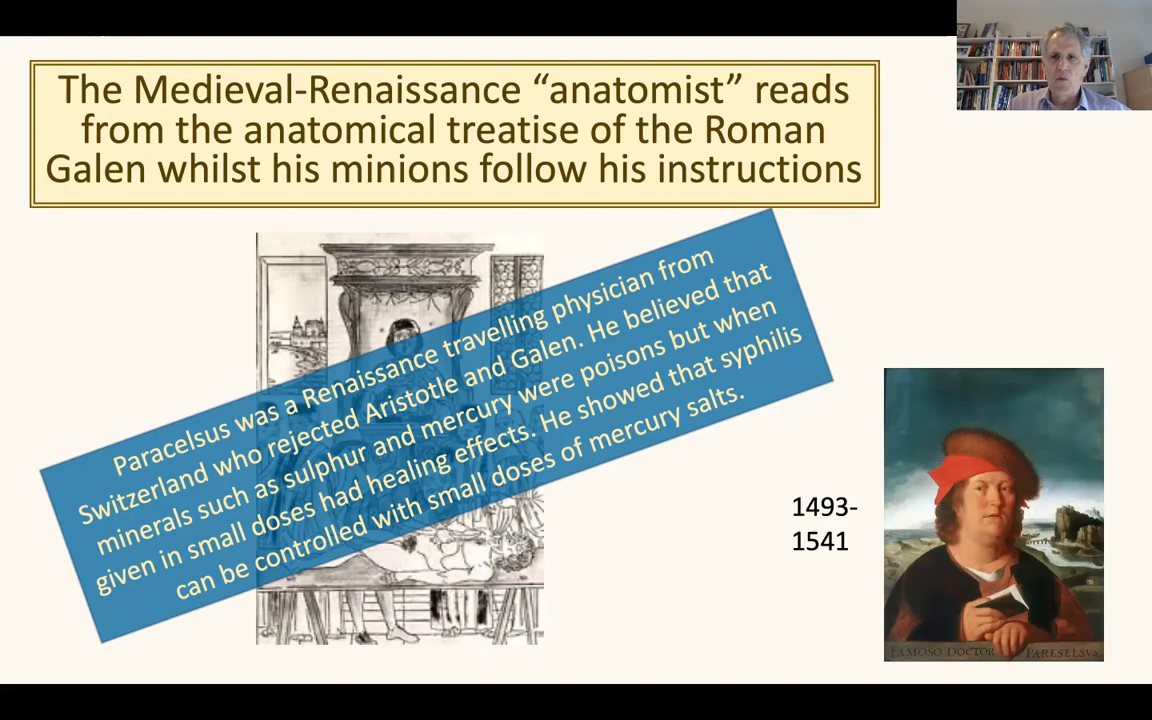 The Medieval-Renaissance “anatomist” reads
from the anatomical treatise of the Roman
Galen whilst his minions follow his instructions
Paracelsus was a Renaissance travelling physician from
Switzerland who rejected Aristotle and Galen. He believed that
minerals such as sulphur and mercury were poisons but when
given in small doses had healing effects. He showed that syphilis
can be controlled with small doses of mercury salts.
1493-
1541
FAMOSO DOCTOR PARESELSVS